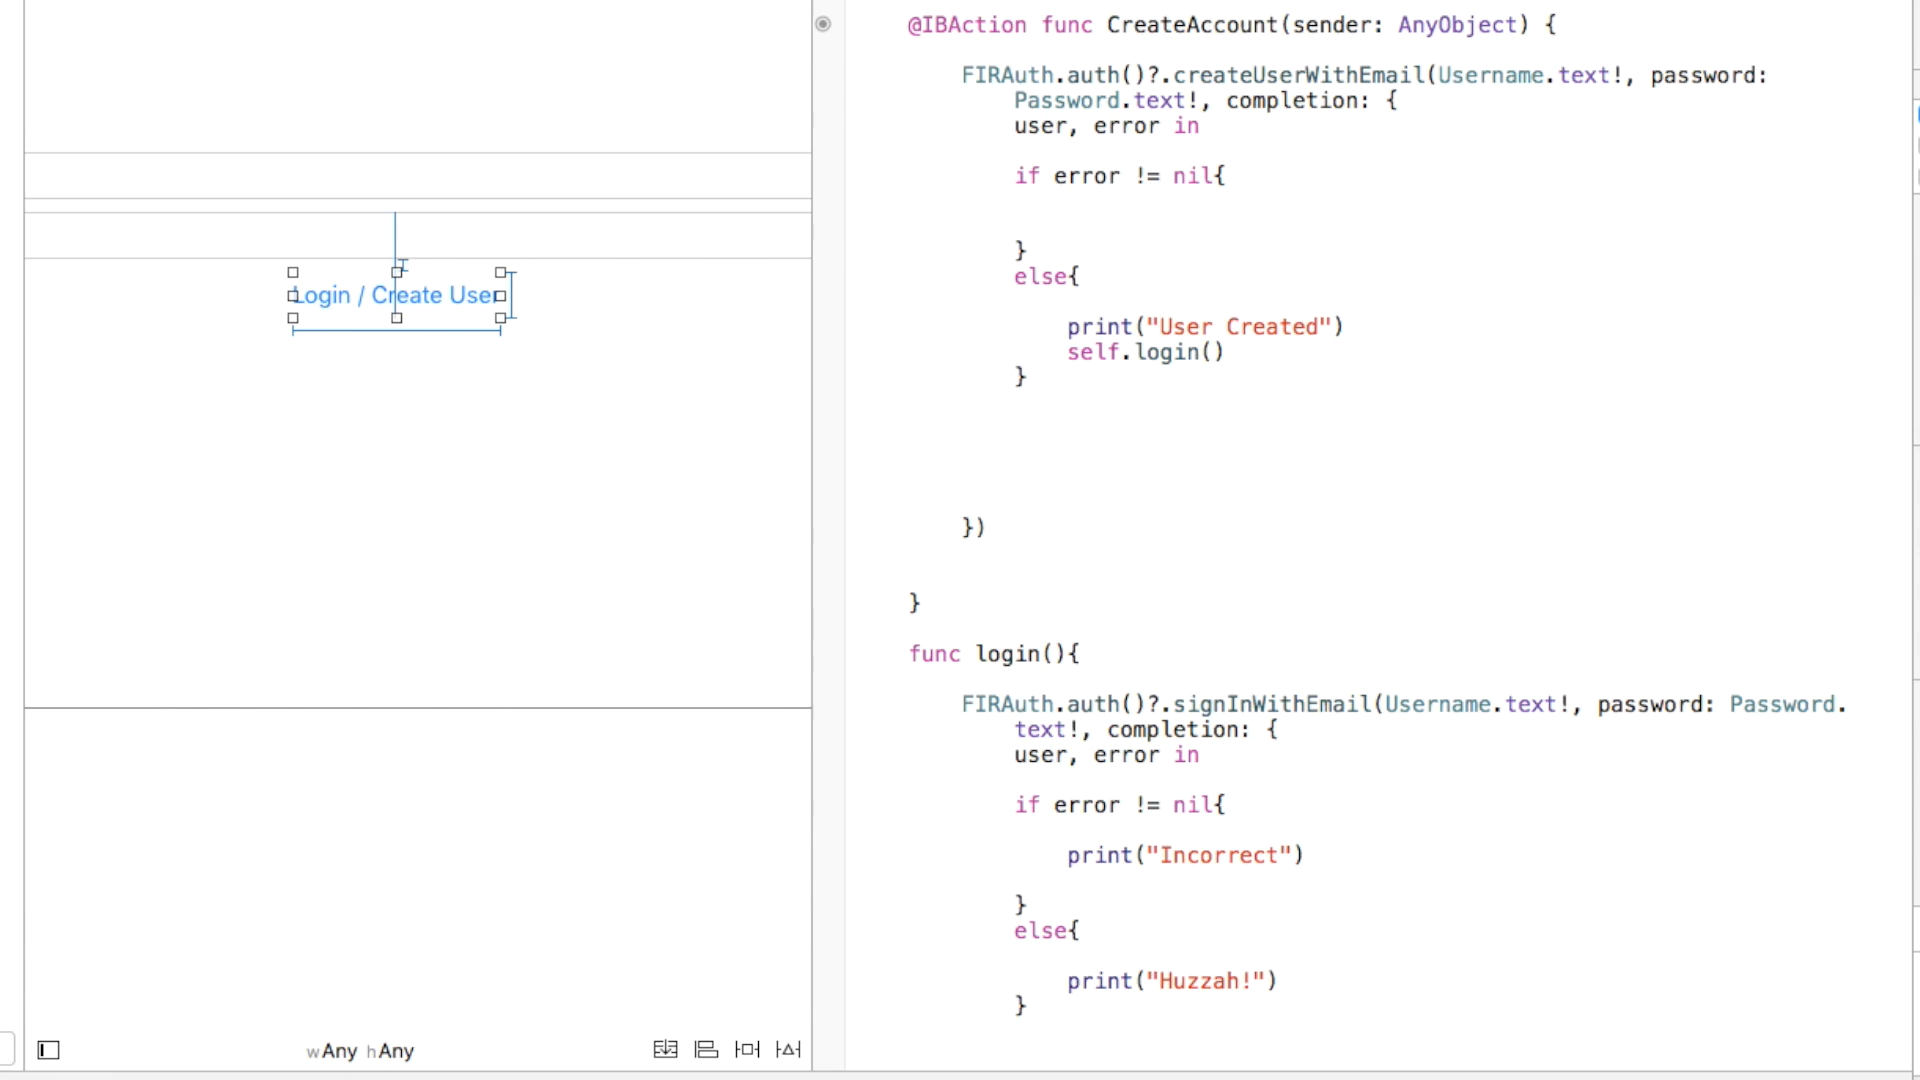 Login / Create User
wAny hAny
@IBAction func CreateAccount(sender: AnyObject) {
FIRAuth.auth()?.createUserWithEmail(Username.text!, password:
Password.text!, completion: {
user, error in
if error != nil{
}
else{
print("User Created")
self.login()
}
})
}
func login(){
FIRAuth.auth()?.signInWithEmail(Username.text!, password: Password.
text!, completion: {
user, error in
if error != nil{
print("Incorrect")
}
else{
print("Huzzah!")
}